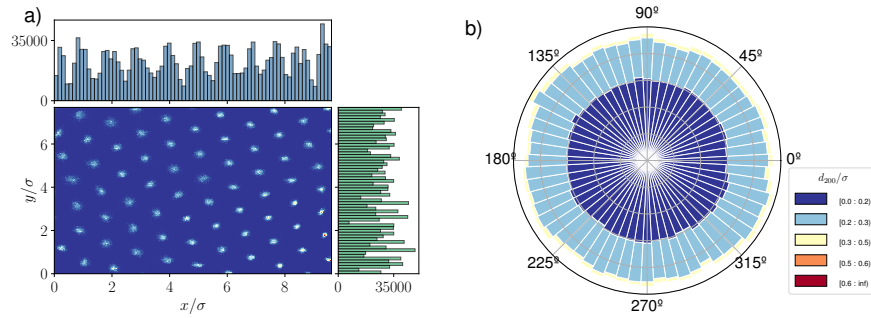 a)
35000
0
6
4
2
0
y/σ
0 2 4 6 8
x/σ
0 35000
b)
90º
135º
45º
180º
0º
225º
315º
270º
d200/σ
[0.0 : 0.2)
[0.2 : 0.3)
[0.3 : 0.5)
[0.5 : 0.6)
[0.6 : inf)